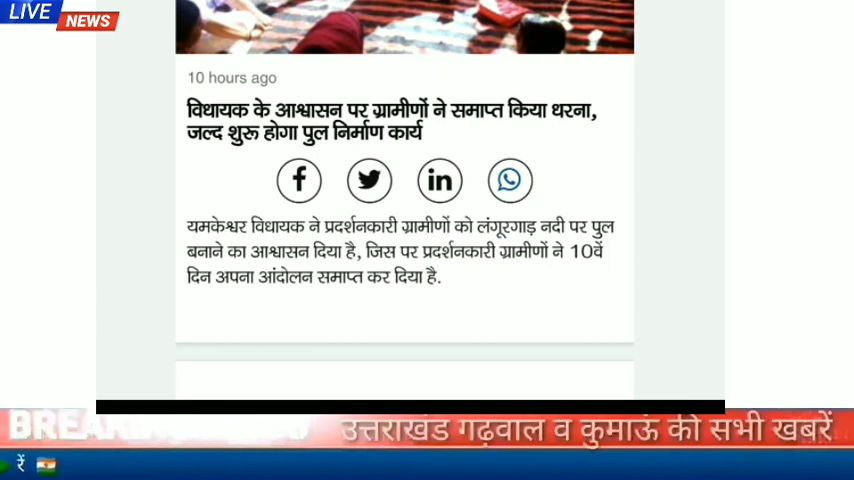 LIVE
NEWS
10 hours ago
विधायक के आश्वासन पर ग्रामीणों ने समाप्त किया धरना,
जल्द शुरू होगा पुल निर्माण कार्य
यमकेश्वर विधायक ने प्रदर्शनकारी ग्रामीणों को लंगूरगाड़ नदी पर पुल
बनाने का आश्वासन दिया है, जिस पर प्रदर्शनकारी ग्रामीणों ने 10वें
दिन अपना आंदोलन समाप्त कर दिया है.
उत्तराखंड गढ़वाल व कुमाऊं की सभी खबरें
रें